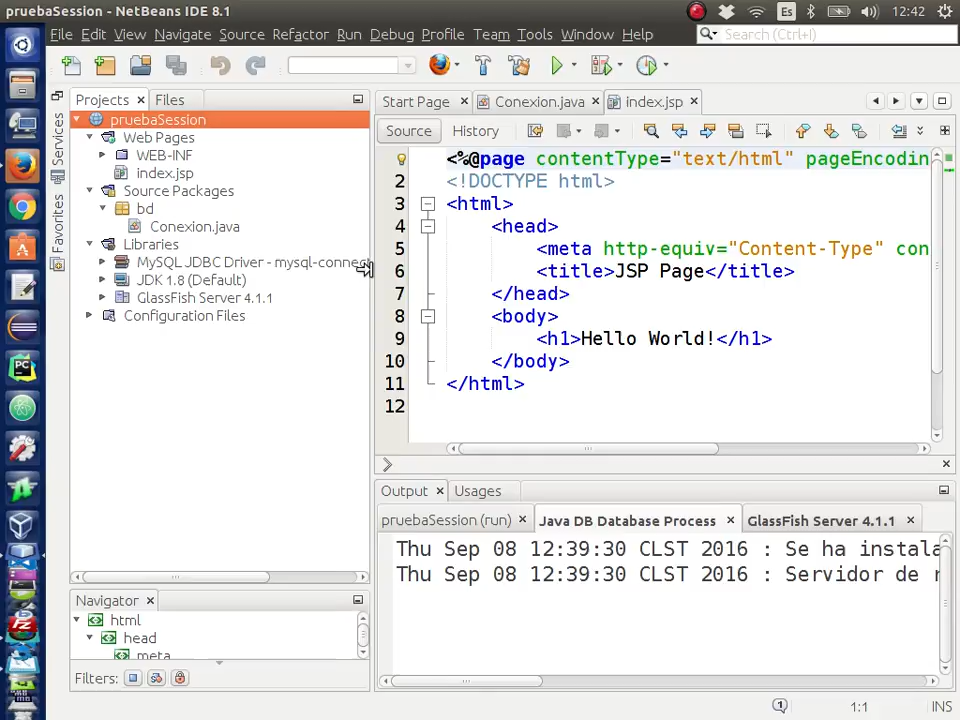 pruebaSession - NetBeans IDE 8.1
Es
12:42
File Edit View Navigate Source Refactor Run Debug Profile Team Tools Window Help
Search (Ctrl+I)
Projects
Files
Start Page
Conexion.java
index.jsp
Services
Favorites
pruebaSession
Web Pages
WEB-INF
index.jsp
Source Packages
bd
Conexion.java
Libraries
MySQL JDBC Driver - mysql-connect
JDK 1.8 (Default)
GlassFish Server 4.1.1
Configuration Files
Source
History
<%@page contentType="text/html" pageEncodin
2 <!DOCTYPE html>
3 <html>
4 <head>
5 <meta http-equiv="Content-Type" con
6 <title>JSP Page</title>
7 </head>
8 <body>
9 <h1>Hello World!</h1>
10 </body>
11 </html>
12
Output
Usages
pruebaSession (run)
Java DB Database Process
GlassFish Server 4.1.1
Thu Sep 08 12:39:30 CLST 2016 : Se ha instala
Thu Sep 08 12:39:30 CLST 2016 : Servidor de r
Navigator
html
head
meta
Filters:
1
1:1
INS